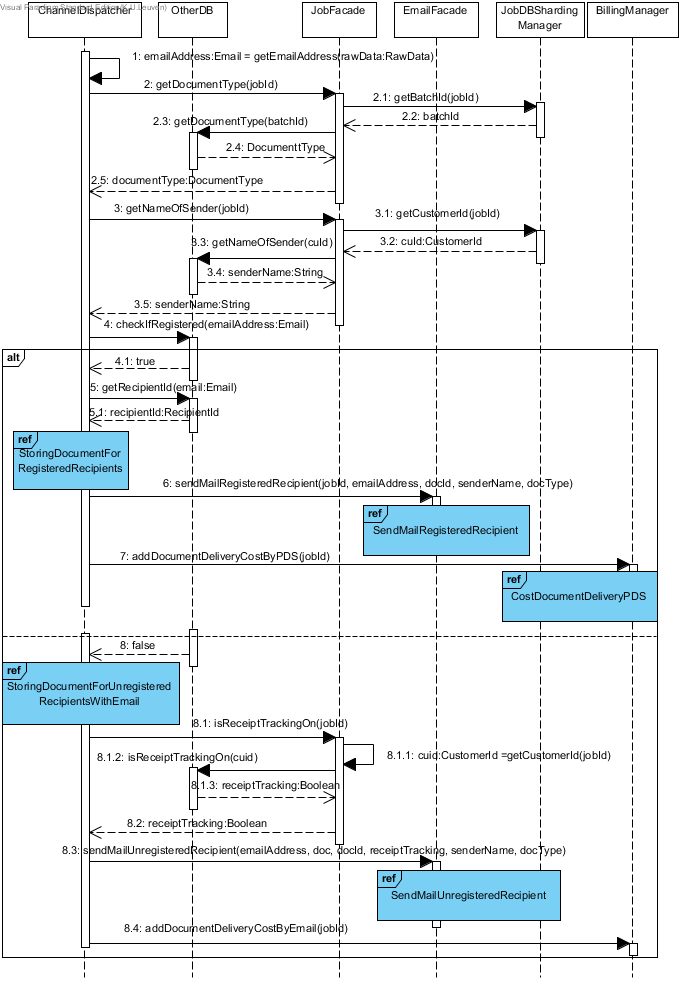 ChannelDispatcher OtherDB JobFacade EmailFacade JobDBSharding Manager BillingManager
1: emailAddress:Email = getEmailAddress(rawData:RawData)
2: getDocumentType(jobId)
2.1: getBatchId(jobId)
2.2: batchId
2.3: getDocumentType(batchId)
2.4: DocumenttType
2.5: documentType:DocumentType
3: getNameOfSender(jobId)
3.1: getCustomerId(jobId)
3.2: cuId:CustomerId
3.3: getNameOfSender(cuId)
3.4: senderName:String
3.5: senderName:String
4: checkIfRegistered(emailAddress:Email)
alt
4.1: true
5: getRecipientId(email:Email)
5.1: recipientId:RecipientId
ref
StoringDocumentFor
RegisteredRecipients
6: sendMailRegisteredRecipient(jobId, emailAddress, docId, senderName, docType)
ref
SendMailRegisteredRecipient
7: addDocumentDeliveryCostByPDS(jobId)
ref
CostDocumentDeliveryPDS
8: false
ref
StoringDocumentForUnregistered
RecipientsWithEmail
8.1: isReceiptTrackingOn(jobId)
8.1.1: cuid:CustomerId =getCustomerId(jobId)
8.1.2: isReceiptTrackingOn(cuid)
8.1.3: receiptTracking:Boolean
8.2: receiptTracking:Boolean
8.3: sendMailUnregisteredRecipient(emailAddress, doc, docId, receiptTracking, senderName, docType)
ref
SendMailUnregisteredRecipient
8.4: addDocumentDeliveryCostByEmail(jobId)